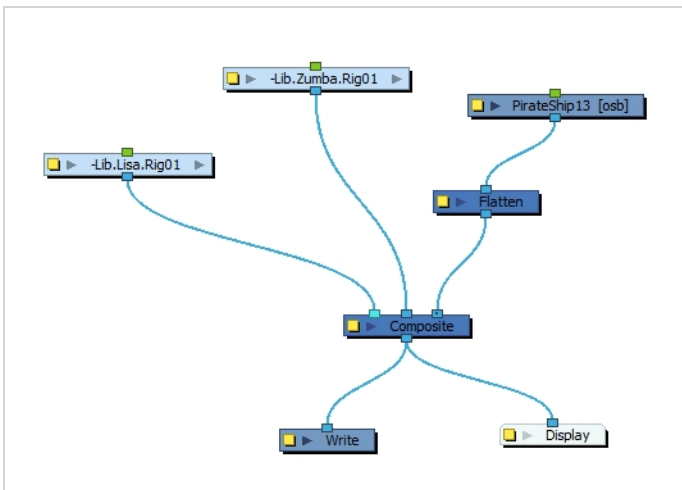 -Lib.Zumba.Rig01
PirateShip13 [osb]
-Lib.Lisa.Rig01
Flatten
Composite
Write
Display